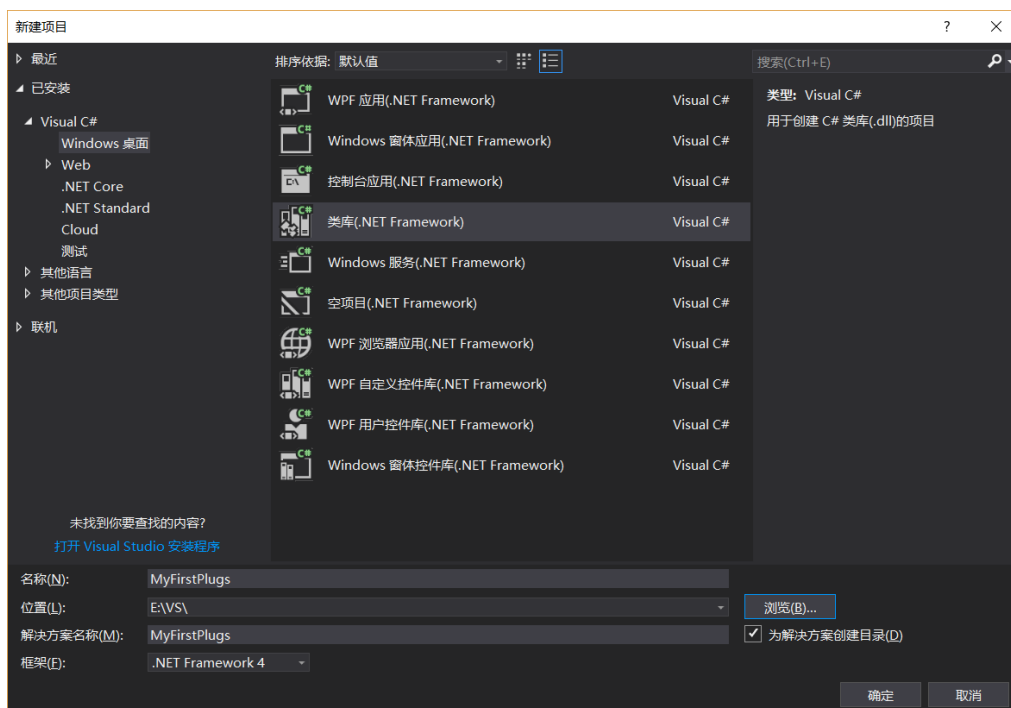 新建项目
?
最近
已安装
Visual C#
Windows 桌面
Web
.NET Core
.NET Standard
Cloud
测试
其他语言
其他项目类型
联机
未找到你要查找的内容?
打开 Visual Studio 安装程序
排序依据: 默认值
WPF 应用(.NET Framework) Visual C#
Windows 窗体应用(.NET Framework) Visual C#
控制台应用(.NET Framework) Visual C#
类库(.NET Framework) Visual C#
Windows 服务(.NET Framework) Visual C#
空项目(.NET Framework) Visual C#
WPF 浏览器应用(.NET Framework) Visual C#
WPF 自定义控件库(.NET Framework) Visual C#
WPF 用户控件库(.NET Framework) Visual C#
Windows 窗体控件库(.NET Framework) Visual C#
搜索(Ctrl+E)
类型: Visual C#
用于创建 C# 类库(.dll)的项目
名称(N): MyFirstPlugs
位置(L): E:\VS\ 浏览(B)...
解决方案名称(M): MyFirstPlugs 为解决方案创建目录(D)
框架(F): .NET Framework 4
确定 取消